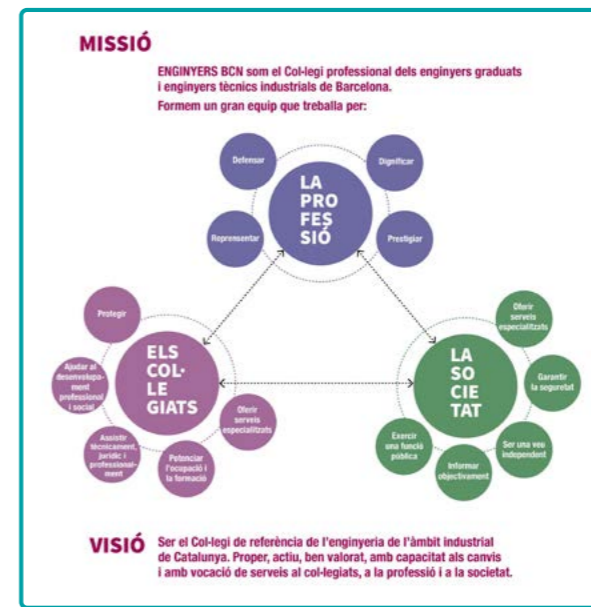 MISSIÓ
ENGINYERS BCN som el Col·legi professional dels enginyers graduats
i enginyers tècnics industrials de Barcelona.
Formem un gran equip que treballa per:
Defensar
Dignificar
LA
PRO
FES
SIÓ
Reprensentar
Prestigiar
Protegir
Ajudar al
desenvolupa-
ment
professional
i social
ELS
COL·
LE
GIATS
Assistir
tècnicament,
jurídic i
professional-
ment
Potenciar
l'ocupació i
la formació
Oferir
serveis
especialitzats
Oferir
serveis
especialitzats
LA
SO
CIE
TAT
Garantir
la seguretat
Exercir
una funció
pública
Informar
objectivament
Ser una veu
independent
VISIÓ
Ser el Col·legi de referència de l'enginyeria de l'àmbit industrial
de Catalunya. Proper, actiu, ben valorat, amb capacitat als canvis
i amb vocació de serveis al col·legiats, a la professió i a la societat.